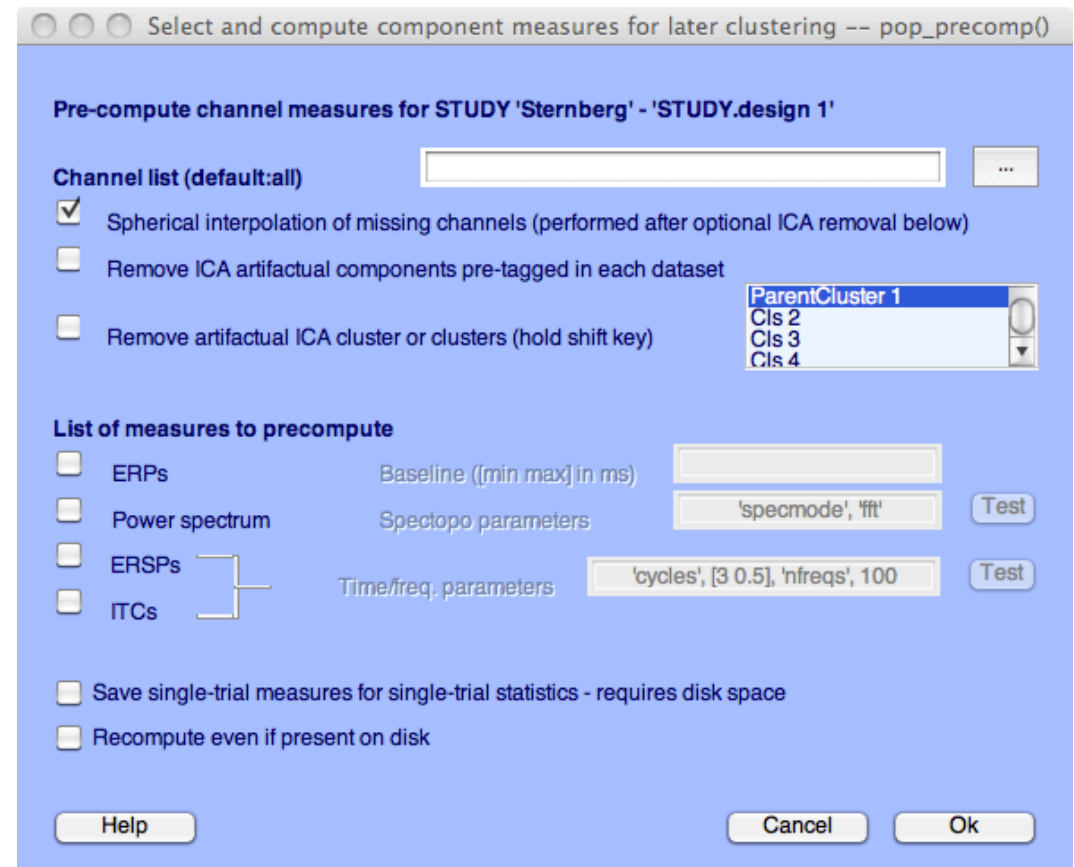 Select and compute component measures for later clustering -- pop_precomp()
Pre-compute channel measures for STUDY 'Sternberg' - 'STUDY.design 1'
Channel list (default:all)
...
Spherical interpolation of missing channels (performed after optional ICA removal below)
Remove ICA artifactual components pre-tagged in each dataset
Remove artifactual ICA cluster or clusters (hold shift key)
ParentCluster 1
Cls 2
Cls 3
Cls 4
List of measures to precompute
ERPs Baseline ([min max] in ms)
Power spectrum Spectopo parameters 'specmode', 'fft' Test
ERSPs
Time/freq. parameters 'cycles', [3 0.5], 'nfreqs', 100 Test
ITCs
Save single-trial measures for single-trial statistics - requires disk space
Recompute even if present on disk
Help Cancel Ok